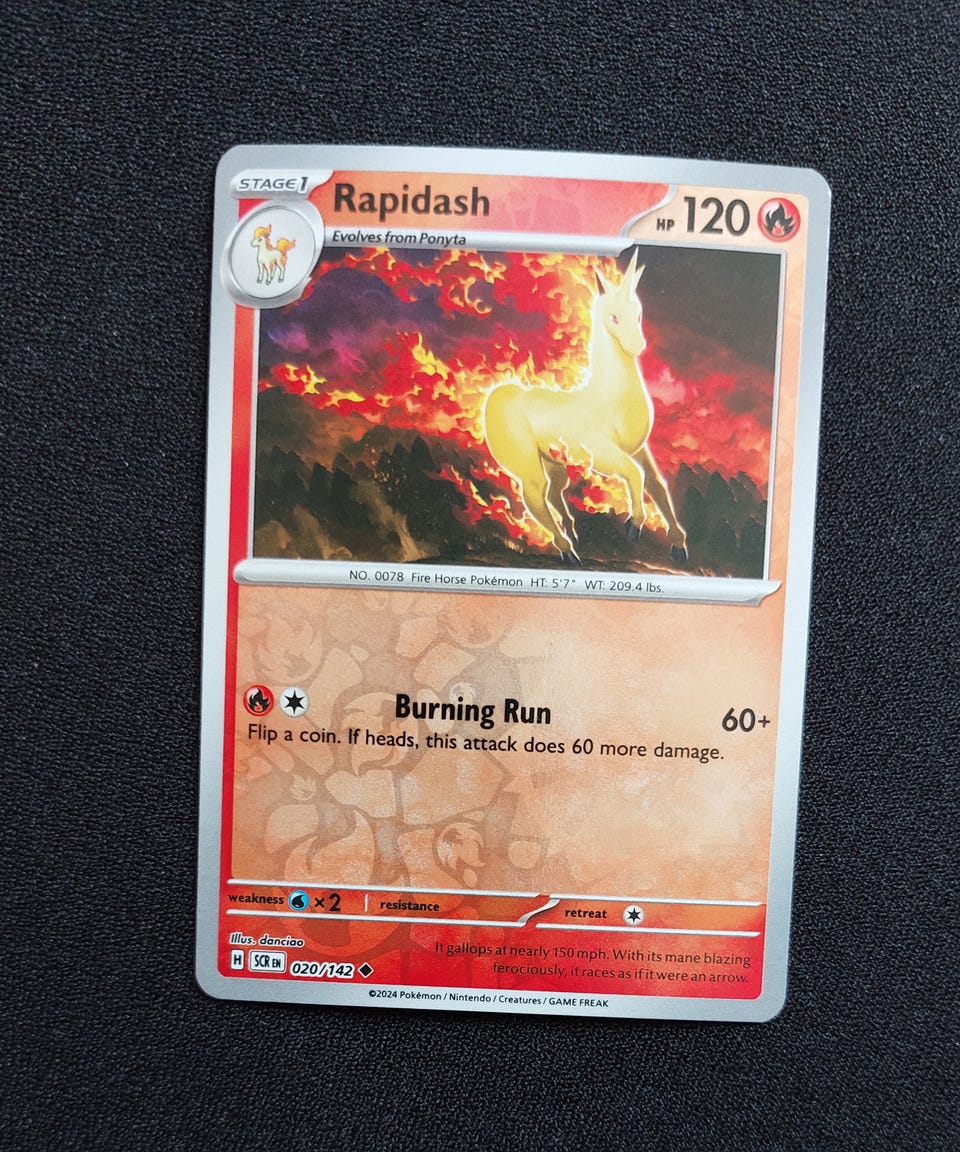 STAGE1
Rapidash
HP 120
Evolves from Ponyta
NO. 0078 Fire Horse Pokémon HT: 5'7" WT: 209.4 lbs.
Burning Run 60+
Flip a coin. If heads, this attack does 60 more damage.
weakness ×2 resistance retreat
Illus. danciao
It gallops at nearly 150 mph. With its mane blazing
ferociously, it races as if it were an arrow.
H SCR EN 020/142
©2024 Pokémon / Nintendo / Creatures / GAME FREAK